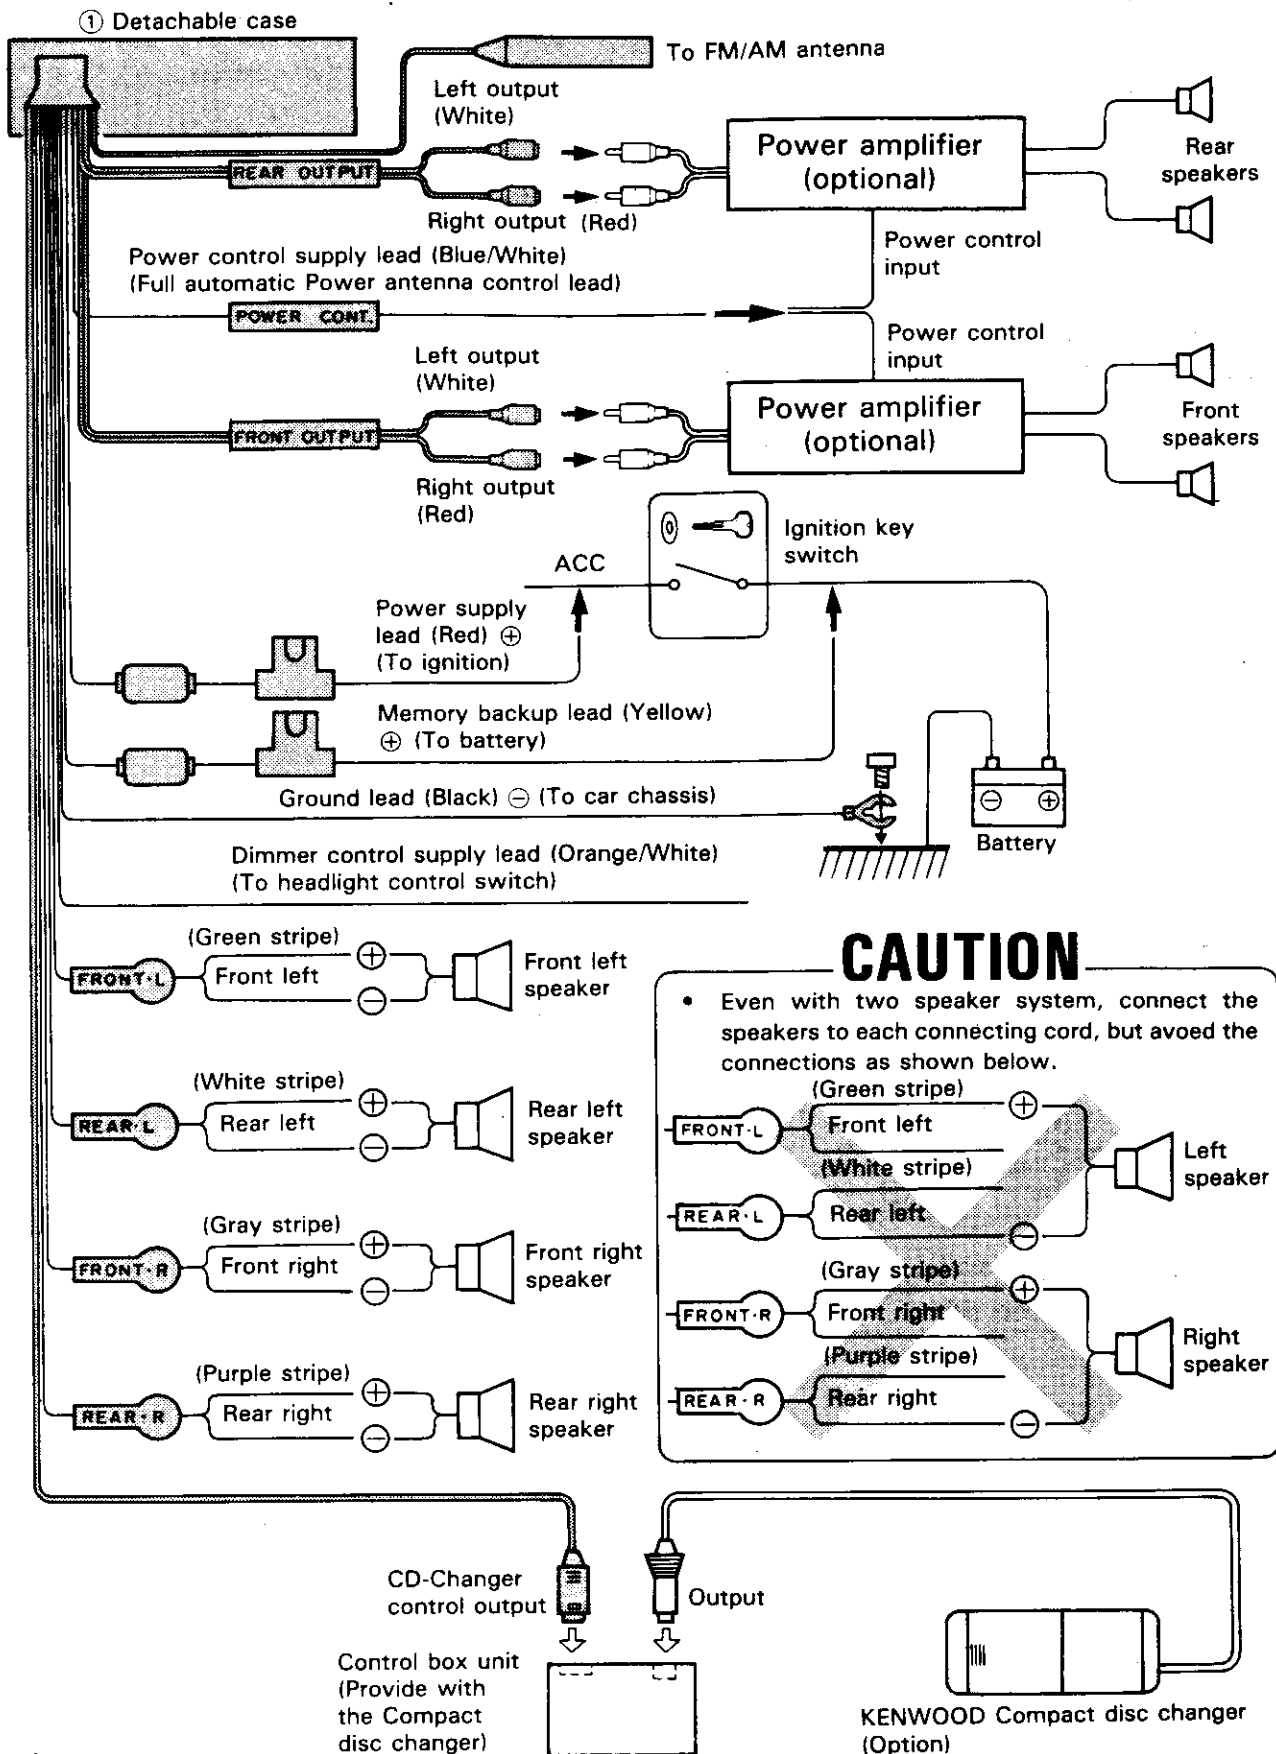 ① Detachable case
To FM/AM antenna
Left output
(White)
REAR OUTPUT
Right output (Red)
Power amplifier
(optional)
Rear
speakers
Power control supply lead (Blue/White)
(Full automatic Power antenna control lead)
Power control
input
POWER CONT.
Power control
input
Left output
(White)
FRONT OUTPUT
Right output
(Red)
Power amplifier
(optional)
Front
speakers
Ignition key
switch
ACC
Power supply
lead (Red) ⊕
(To ignition)
Memory backup lead (Yellow)
⊕ (To battery)
Ground lead (Black) ⊖ (To car chassis)
⊖ ⊕
Battery
Dimmer control supply lead (Orange/White)
(To headlight control switch)
(Green stripe)
FRONT·L
Front left
⊕
⊖
Front left
speaker
(White stripe)
REAR·L
Rear left
⊕
⊖
Rear left
speaker
(Gray stripe)
FRONT·R
Front right
⊕
⊖
Front right
speaker
(Purple stripe)
REAR·R
Rear right
⊕
⊖
Rear right
speaker
CAUTION
• Even with two speaker system, connect the
speakers to each connecting cord, but avoed the
connections as shown below.
(Green stripe)
FRONT·L
Front left
⊕
(White stripe)
REAR·L
Rear left
⊖
Left
speaker
(Gray stripe)
FRONT·R
Front right
⊕
(Purple stripe)
REAR·R
Rear right
⊖
Right
speaker
CD-Changer
control output
Output
Control box unit
(Provide with
the Compact
disc changer)
KENWOOD Compact disc changer
(Option)